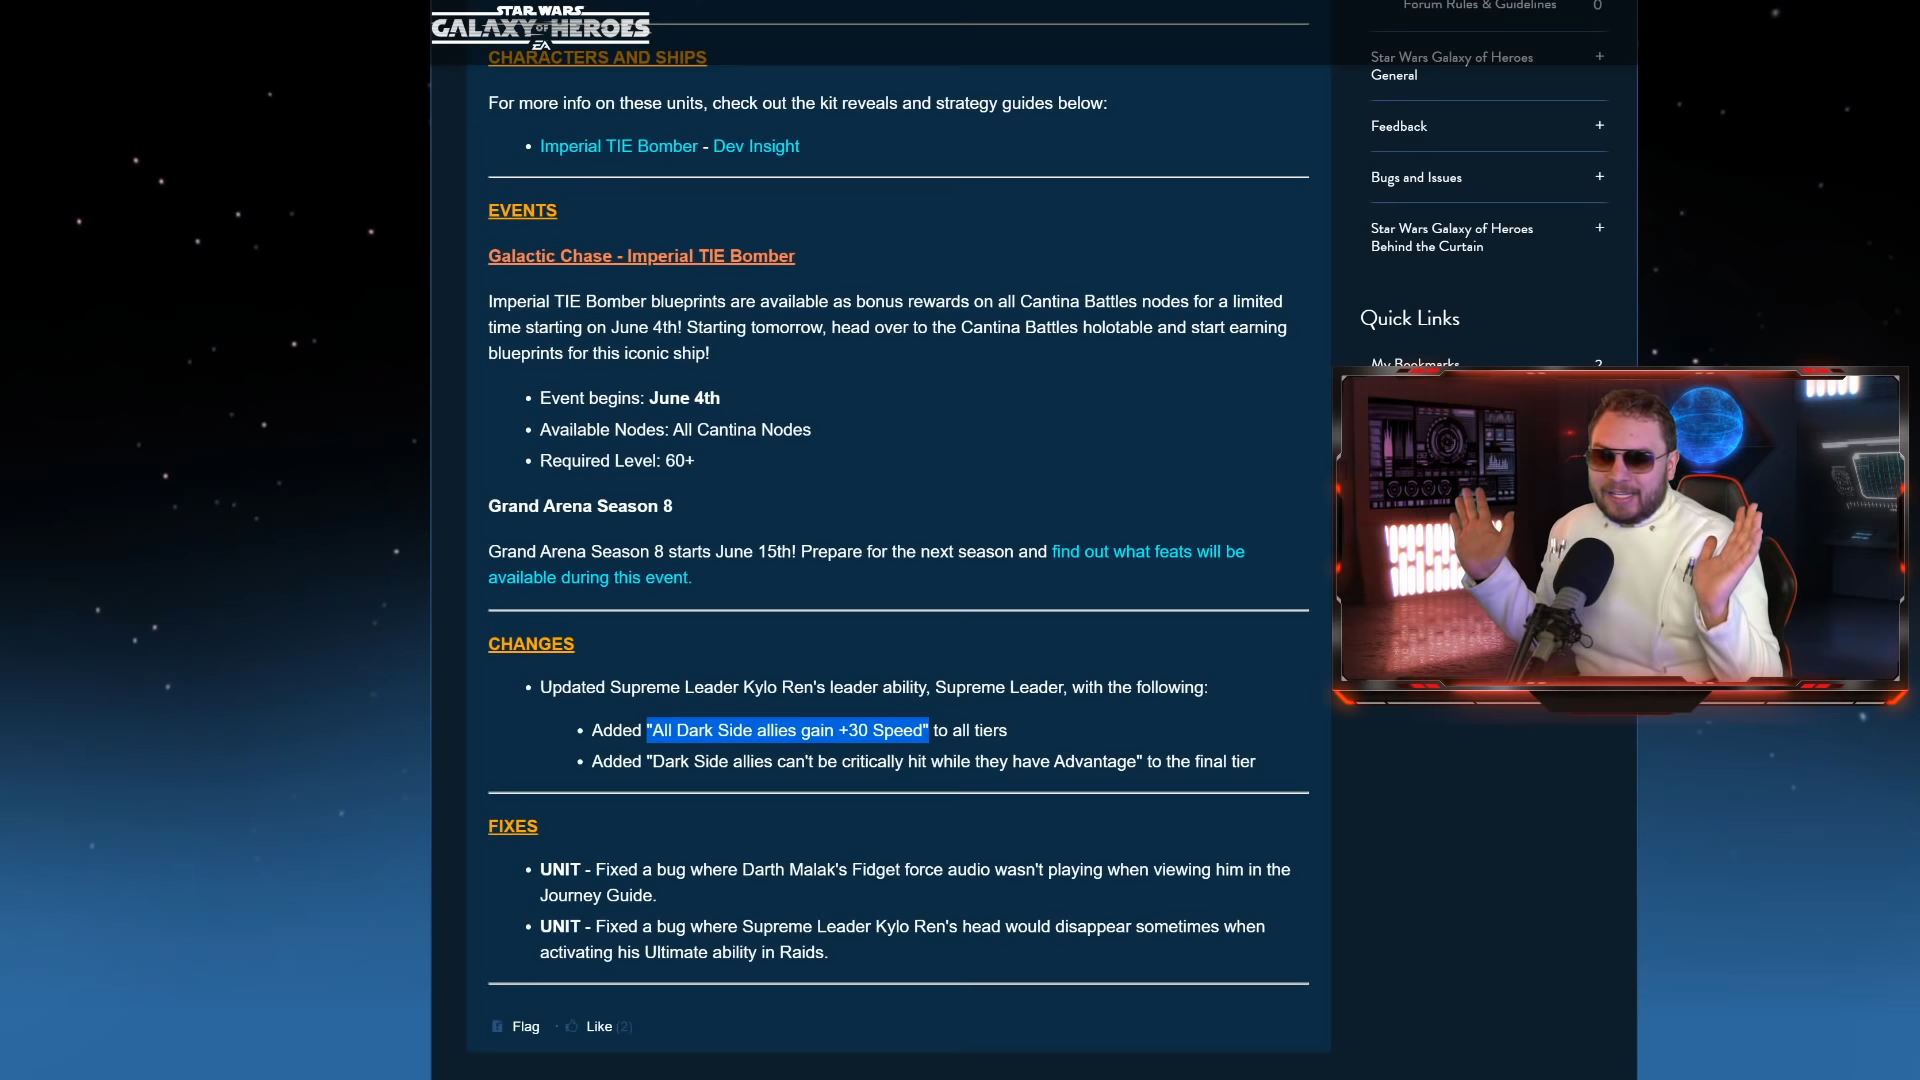 STAR WARS
GALAXY OF HEROES
EA
CHARACTERS AND SHIPS
For more info on these units, check out the kit reveals and strategy guides below:
• Imperial TIE Bomber - Dev Insight
EVENTS
Galactic Chase - Imperial TIE Bomber
Imperial TIE Bomber blueprints are available as bonus rewards on all Cantina Battles nodes for a limited
time starting on June 4th! Starting tomorrow, head over to the Cantina Battles holotable and start earning
blueprints for this iconic ship!
• Event begins: June 4th
• Available Nodes: All Cantina Nodes
• Required Level: 60+
Grand Arena Season 8
Grand Arena Season 8 starts June 15th! Prepare for the next season and find out what feats will be
available during this event.
CHANGES
• Updated Supreme Leader Kylo Ren's leader ability, Supreme Leader, with the following:
• Added "All Dark Side allies gain +30 Speed" to all tiers
• Added "Dark Side allies can't be critically hit while they have Advantage" to the final tier
FIXES
• UNIT - Fixed a bug where Darth Malak's Fidget force audio wasn't playing when viewing him in the
Journey Guide.
• UNIT - Fixed a bug where Supreme Leader Kylo Ren's head would disappear sometimes when
activating his Ultimate ability in Raids.
Flag · Like (2)
Forum Rules & Guidelines 0
Star Wars Galaxy of Heroes +
General
Feedback +
Bugs and Issues +
Star Wars Galaxy of Heroes +
Behind the Curtain
Quick Links
My Bookmarks 2